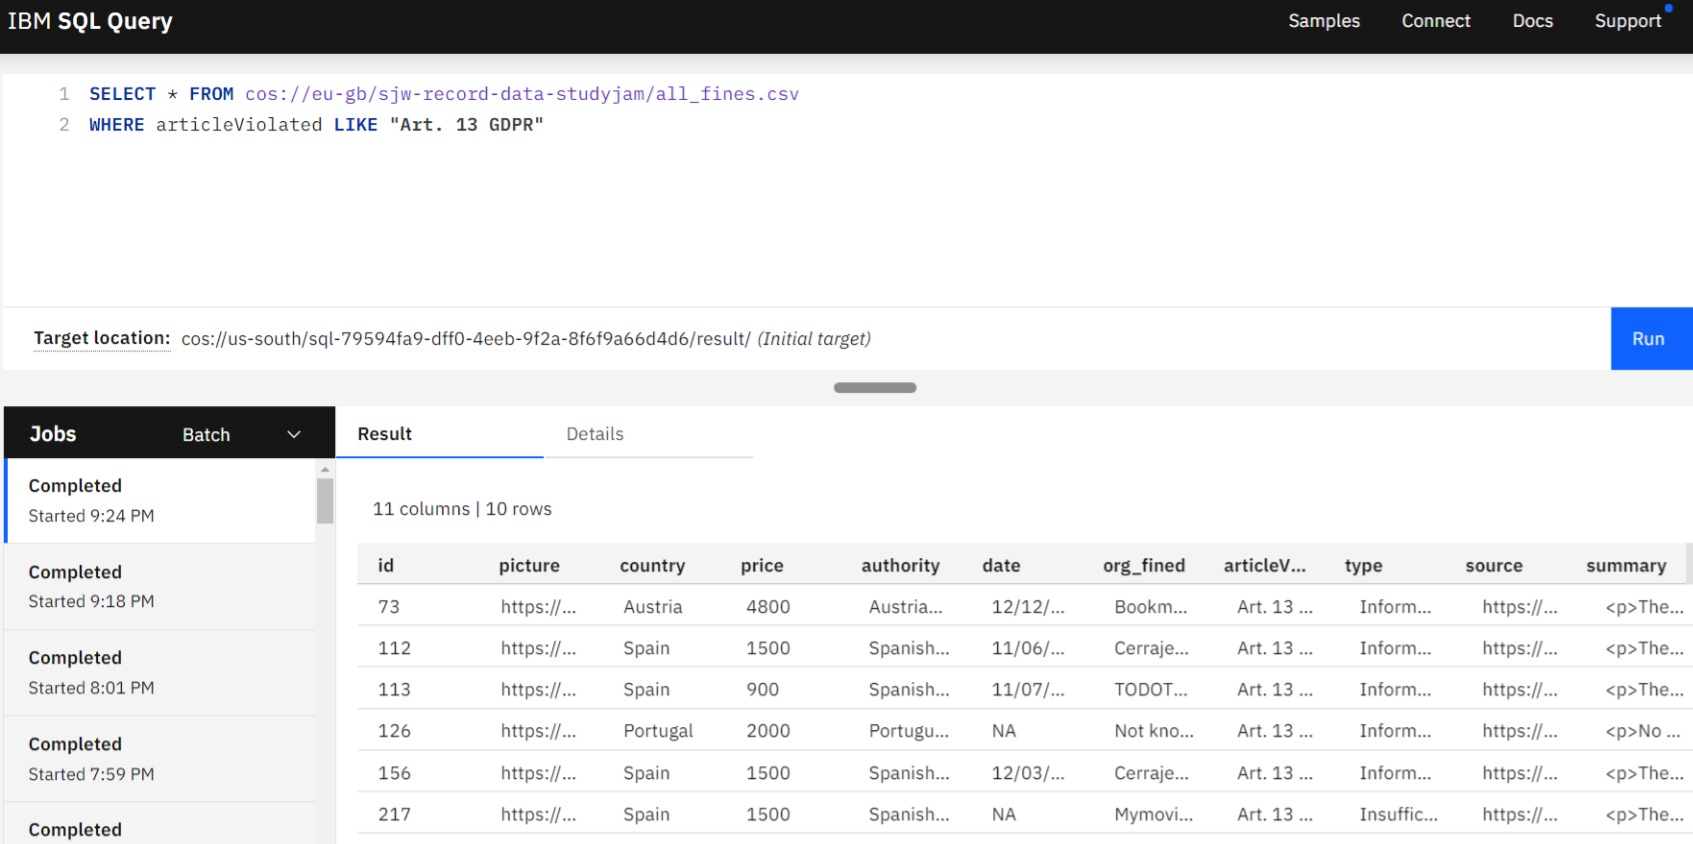 IBM SQL Query Samples Connect Docs Support
1 SELECT * FROM cos://eu-gb/sjw-record-data-studyjam/all_fines.csv
2 WHERE articleViolated LIKE "Art. 13 GDPR"
Target location: cos://us-south/sql-79594fa9-dff0-4eeb-9f2a-8f6f9a66d4d6/result/ (Initial target) Run
Jobs Batch
Completed
Started 9:24 PM
Completed
Started 9:18 PM
Completed
Started 8:01 PM
Completed
Started 7:59 PM
Completed
Result Details
11 columns | 10 rows
id picture country price authority date org_fined articleV... type source summary
73 https://... Austria 4800 Austria... 12/12/... Bookm... Art. 13 ... Inform... https://... <p>The...
112 https://... Spain 1500 Spanish... 11/06/... Cerraje... Art. 13 ... Inform... https://... <p>The...
113 https://... Spain 900 Spanish... 11/07/... TODOT... Art. 13 ... Inform... https://... <p>The...
126 https://... Portugal 2000 Portugu... NA Not kno... Art. 13 ... Inform... https://... <p>No ...
156 https://... Spain 1500 Spanish... 12/03/... Cerraje... Art. 13 ... Inform... https://... <p>The...
217 https://... Spain 1500 Spanish... NA Mymovi... Art. 13 ... Insuffic... https://... <p>The...